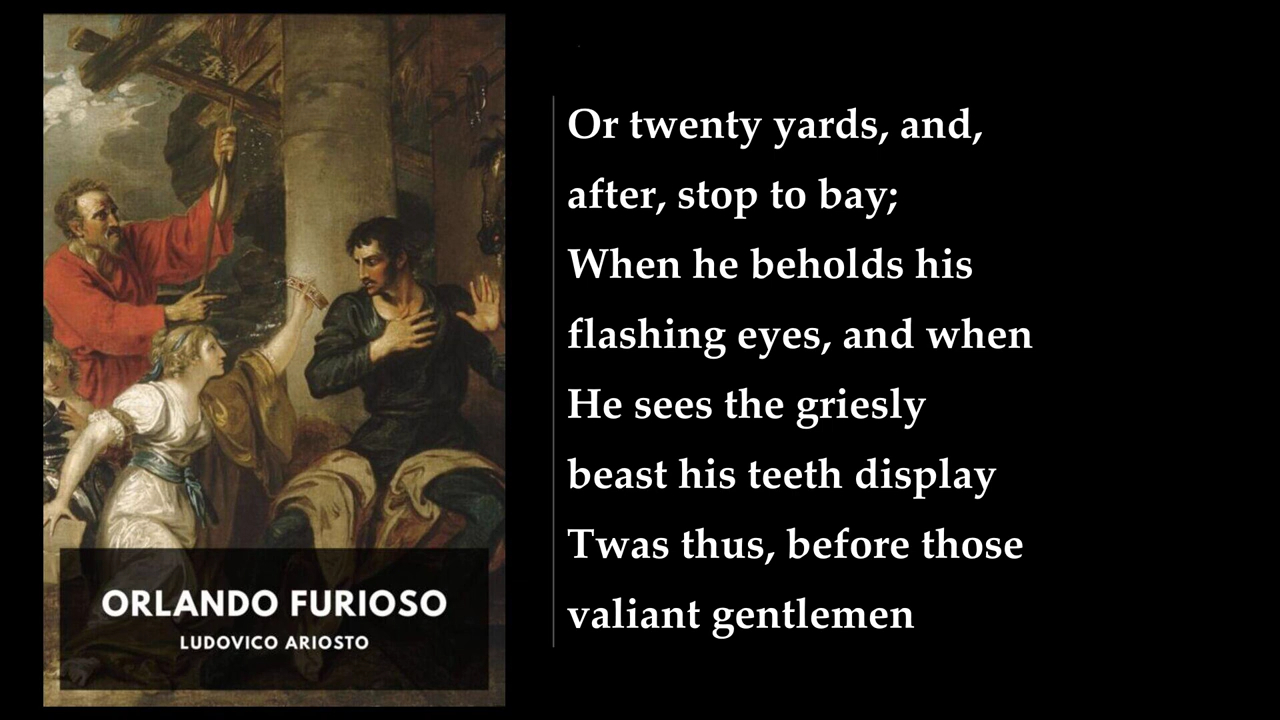 ORLANDO FURIOSO
LUDOVICO ARIOSTO
Or twenty yards, and,
after, stop to bay;
When he beholds his
flashing eyes, and when
He sees the griesly
beast his teeth display
Twas thus, before those
valiant gentlemen